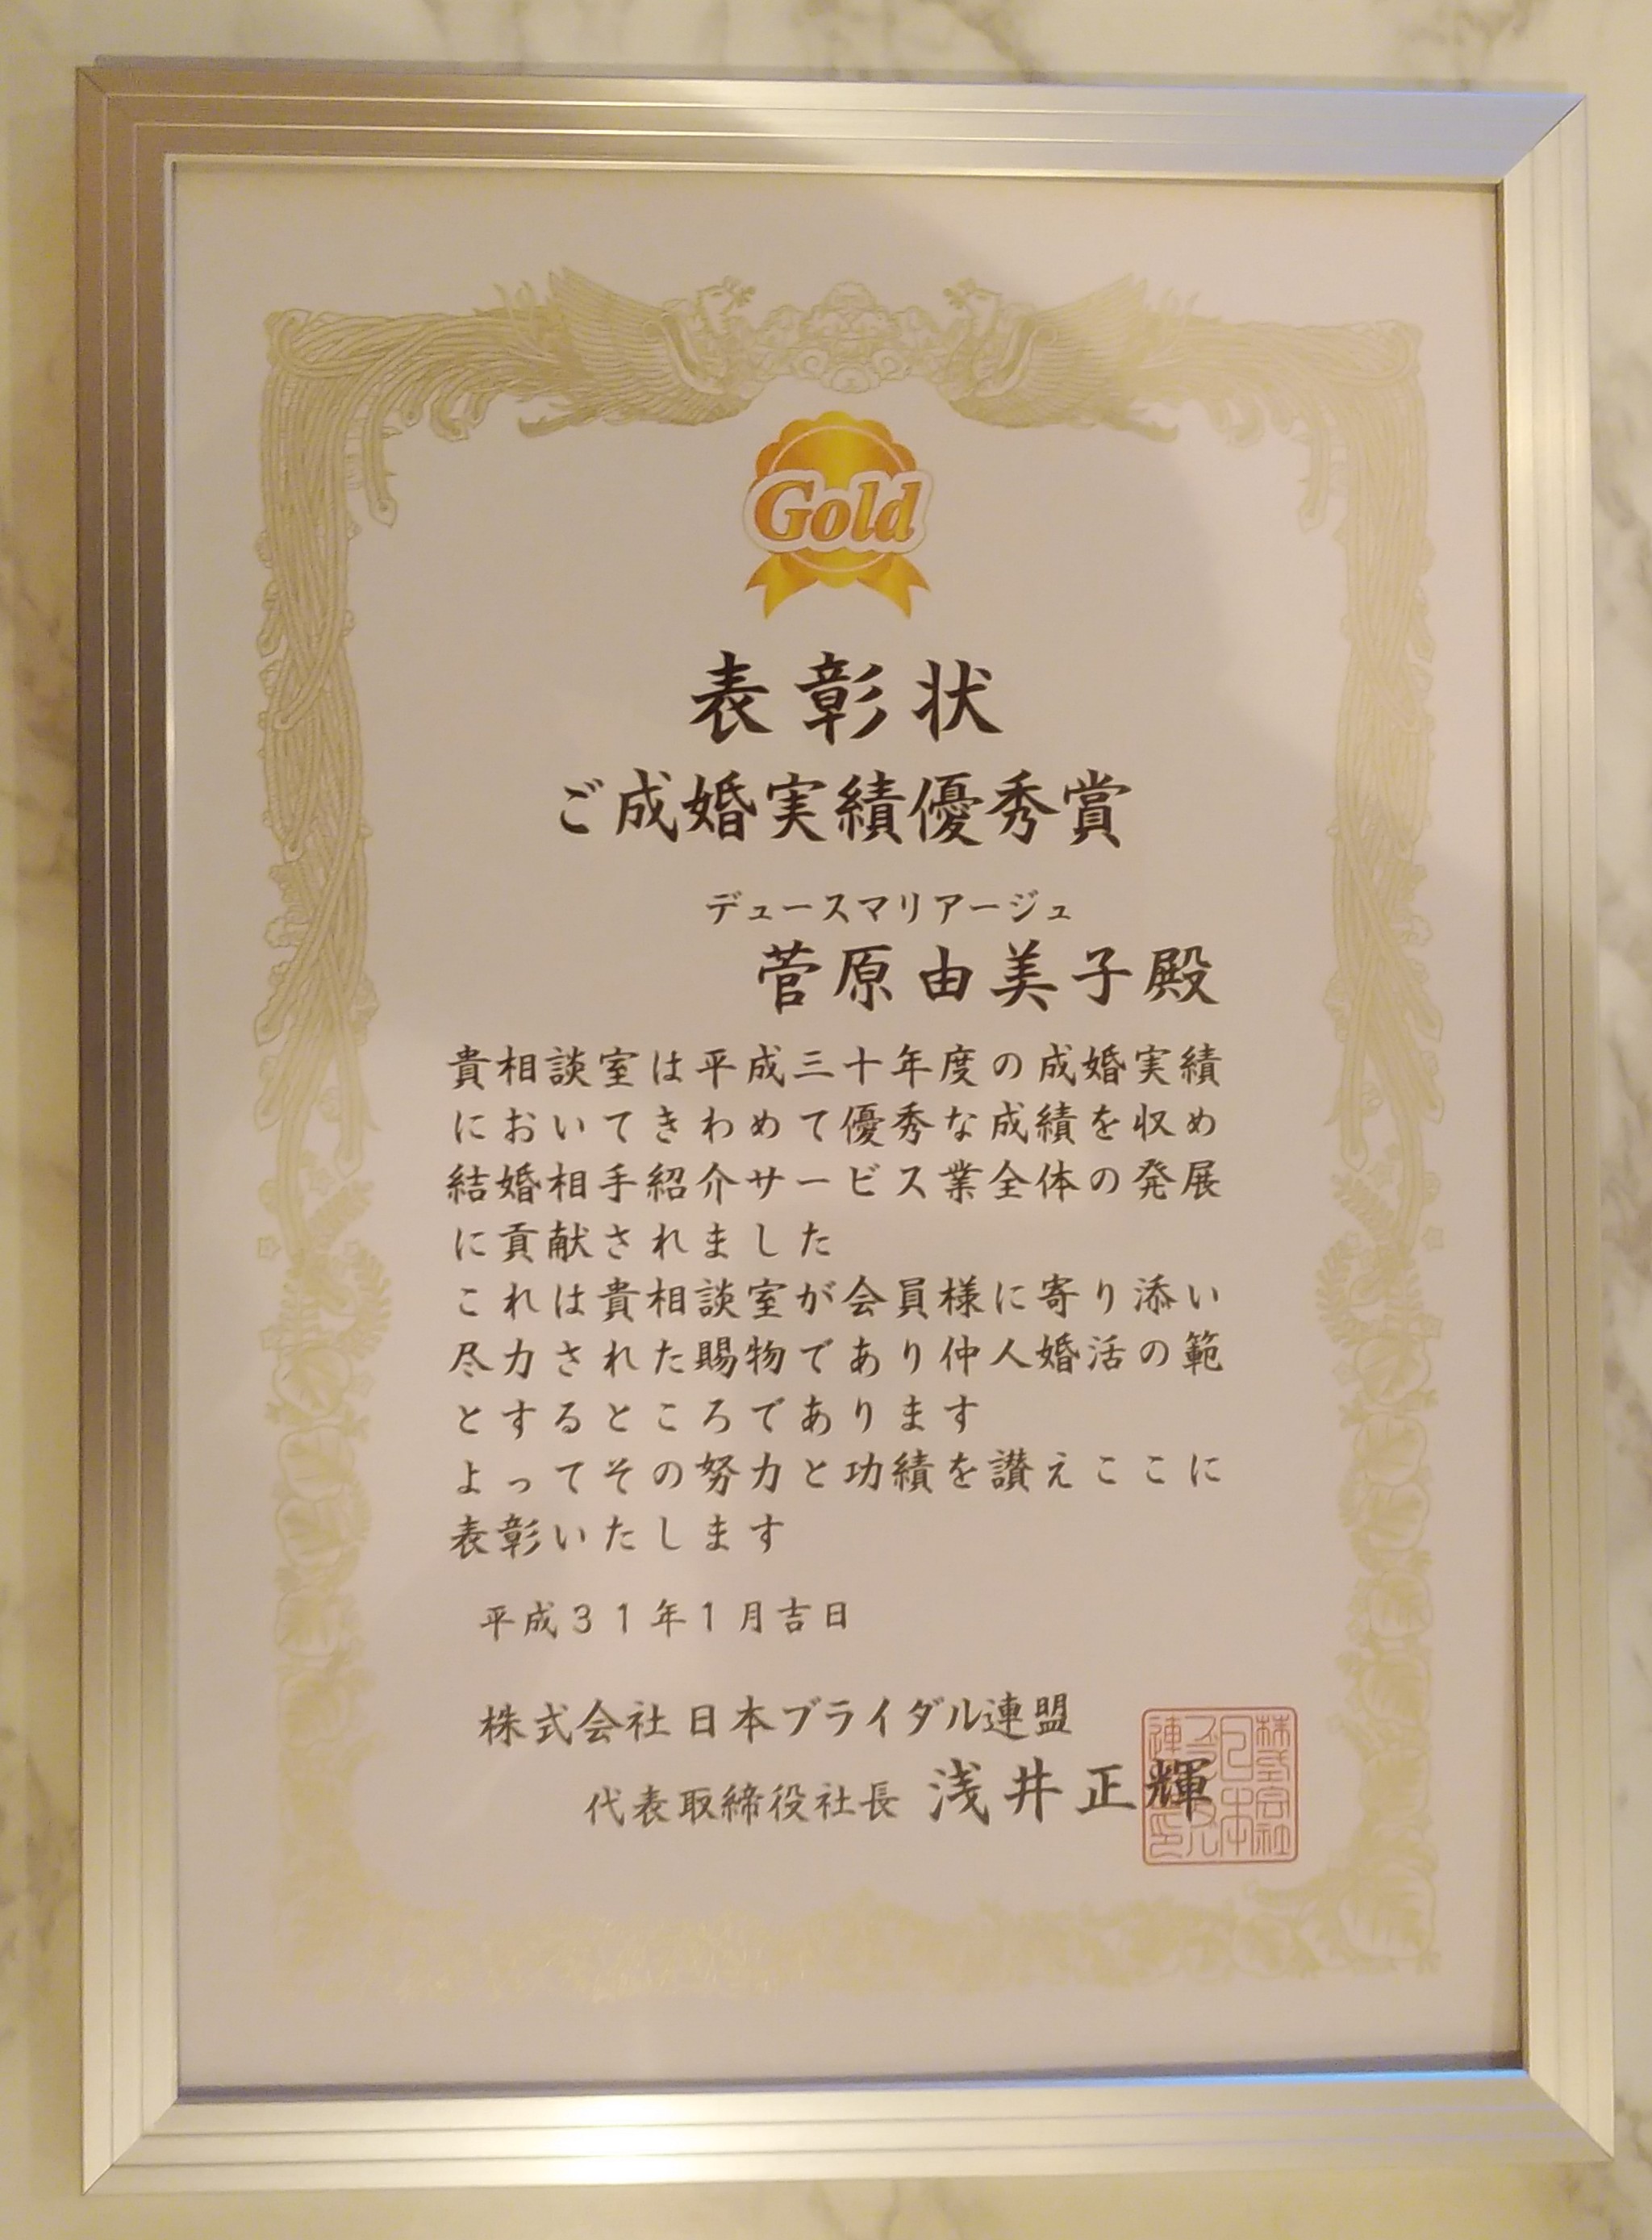 Gold
表彰状
ご成婚実績優秀賞
デュースマリアージュ
菅原由美子殿
貴相談室は平成三十年度の成婚実績
においてきわめて優秀な成績を収め
結婚相手紹介サービス業全体の発展
に貢献されました
これは貴相談室が会員様に寄り添い
尽力された賜物であり仲人婚活の範
とするところであります
よってその努力と功績を讃えここに
表彰いたします
平成31年1月吉日
株式会社日本ブライダル連盟
代表取締役社長 浅井正輝